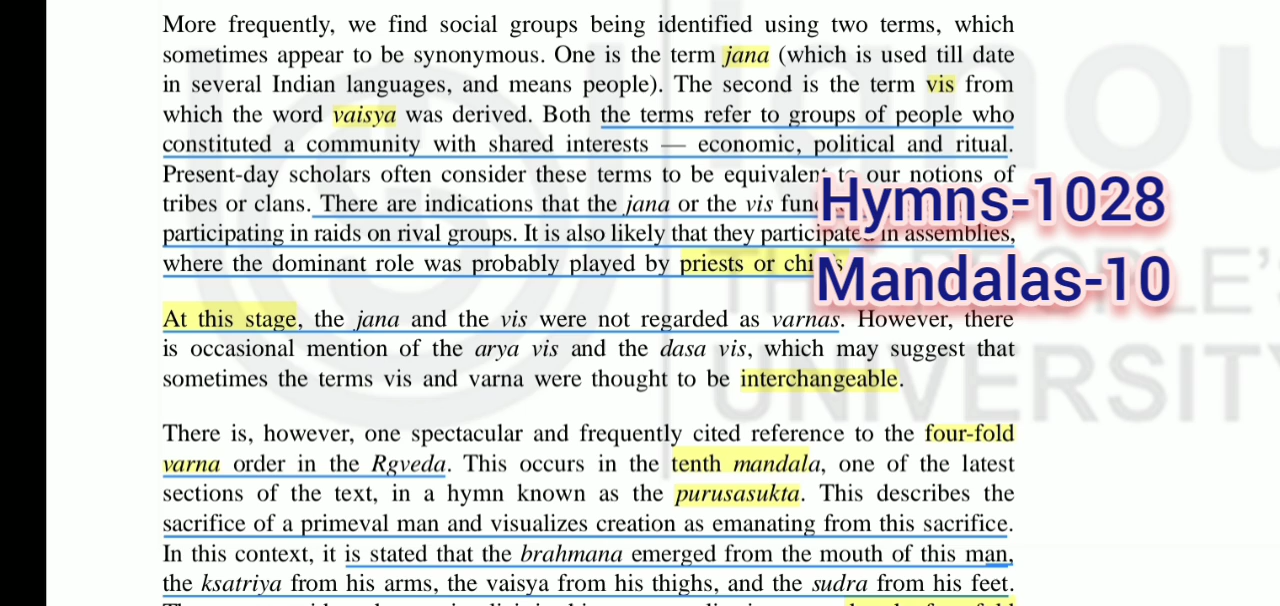 More frequently, we find social groups being identified using two terms, which
sometimes appear to be synonymous. One is the term jana (which is used till date
in several Indian languages, and means people). The second is the term vis from
which the word vaisya was derived. Both the terms refer to groups of people who
constituted a community with shared interests — economic, political and ritual.
Present-day scholars often consider these terms to be equivalent to our notions of
tribes or clans. There are indications that the jana or the vis
Hymns-1028
participating in raids on rival groups. It is also likely that they participated in assemblies,
where the dominant role was probably played by priests or
Mandalas-10
At this stage, the jana and the vis were not regarded as varnas. However, there
is occasional mention of the arya vis and the dasa vis, which may suggest that
sometimes the terms vis and varna were thought to be interchangeable.
There is, however, one spectacular and frequently cited reference to the four-fold
varna order in the Rgveda. This occurs in the tenth mandala, one of the latest
sections of the text, in a hymn known as the purusasukta. This describes the
sacrifice of a primeval man and visualizes creation as emanating from this sacrifice.
In this context, it is stated that the brahmana emerged from the mouth of this man,
the ksatriya from his arms, the vaisya from his thighs, and the sudra from his feet.
UNIVERSITY